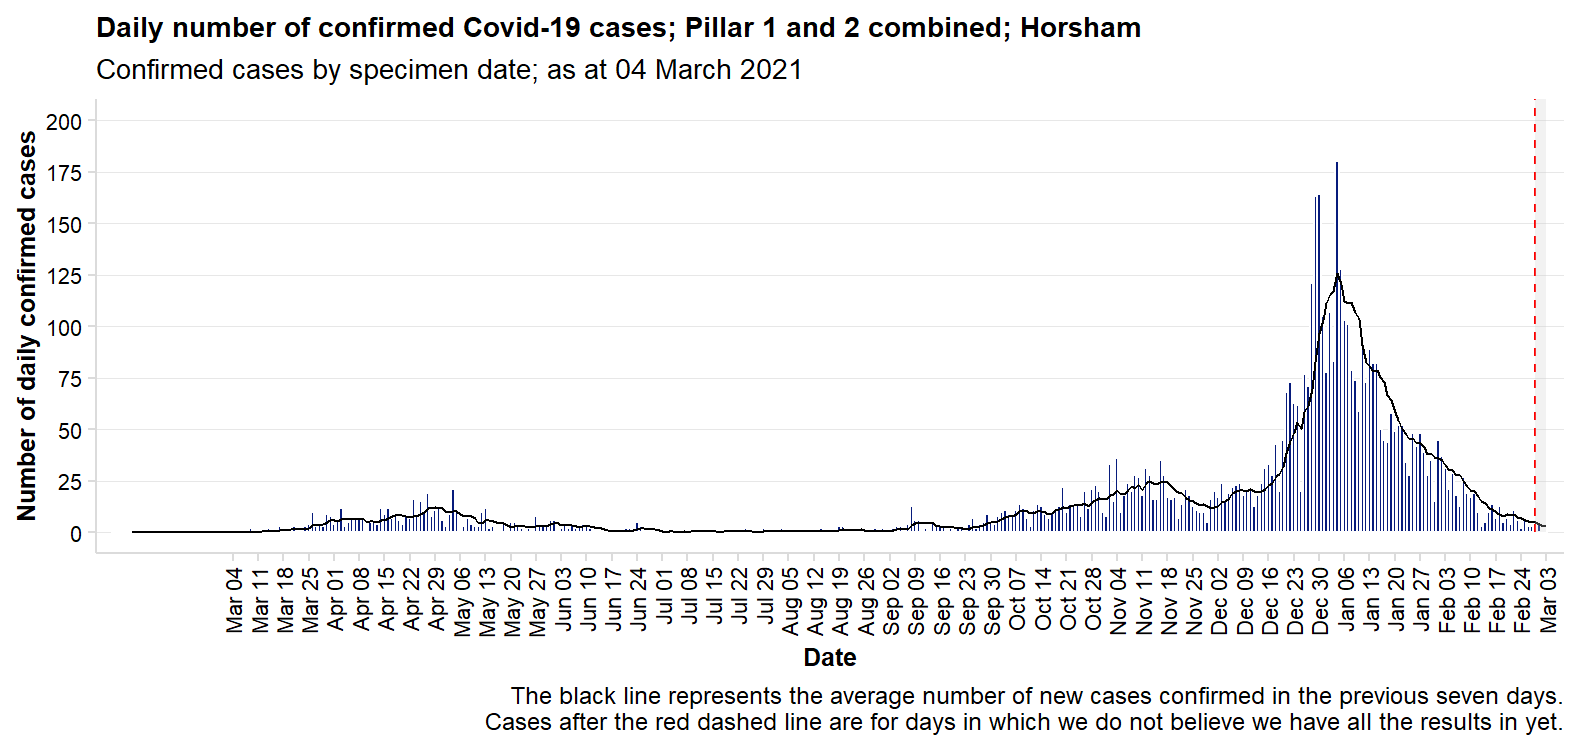 Daily number of confirmed Covid-19 cases; Pillar 1 and 2 combined; Horsham
Confirmed cases by specimen date; as at 04 March 2021
Number of daily confirmed cases
200
175
150
125
100
75
50
25
0
Mar 04
Mar 11
Mar 18
Mar 25
Apr 01
Apr 08
Apr 15
Apr 22
Apr 29
May 06
May 13
May 20
May 27
Jun 03
Jun 10
Jun 17
Jun 24
Jul 01
Jul 08
Jul 15
Jul 22
Jul 29
Aug 05
Aug 12
Aug 19
Aug 26
Sep 02
Sep 09
Sep 16
Sep 23
Sep 30
Oct 07
Oct 14
Oct 21
Oct 28
Nov 04
Nov 11
Nov 18
Nov 25
Dec 02
Dec 09
Dec 16
Dec 23
Dec 30
Jan 06
Jan 13
Jan 20
Jan 27
Feb 03
Feb 10
Feb 17
Feb 24
Mar 03
Date
The black line represents the average number of new cases confirmed in the previous seven days.
Cases after the red dashed line are for days in which we do not believe we have all the results in yet.